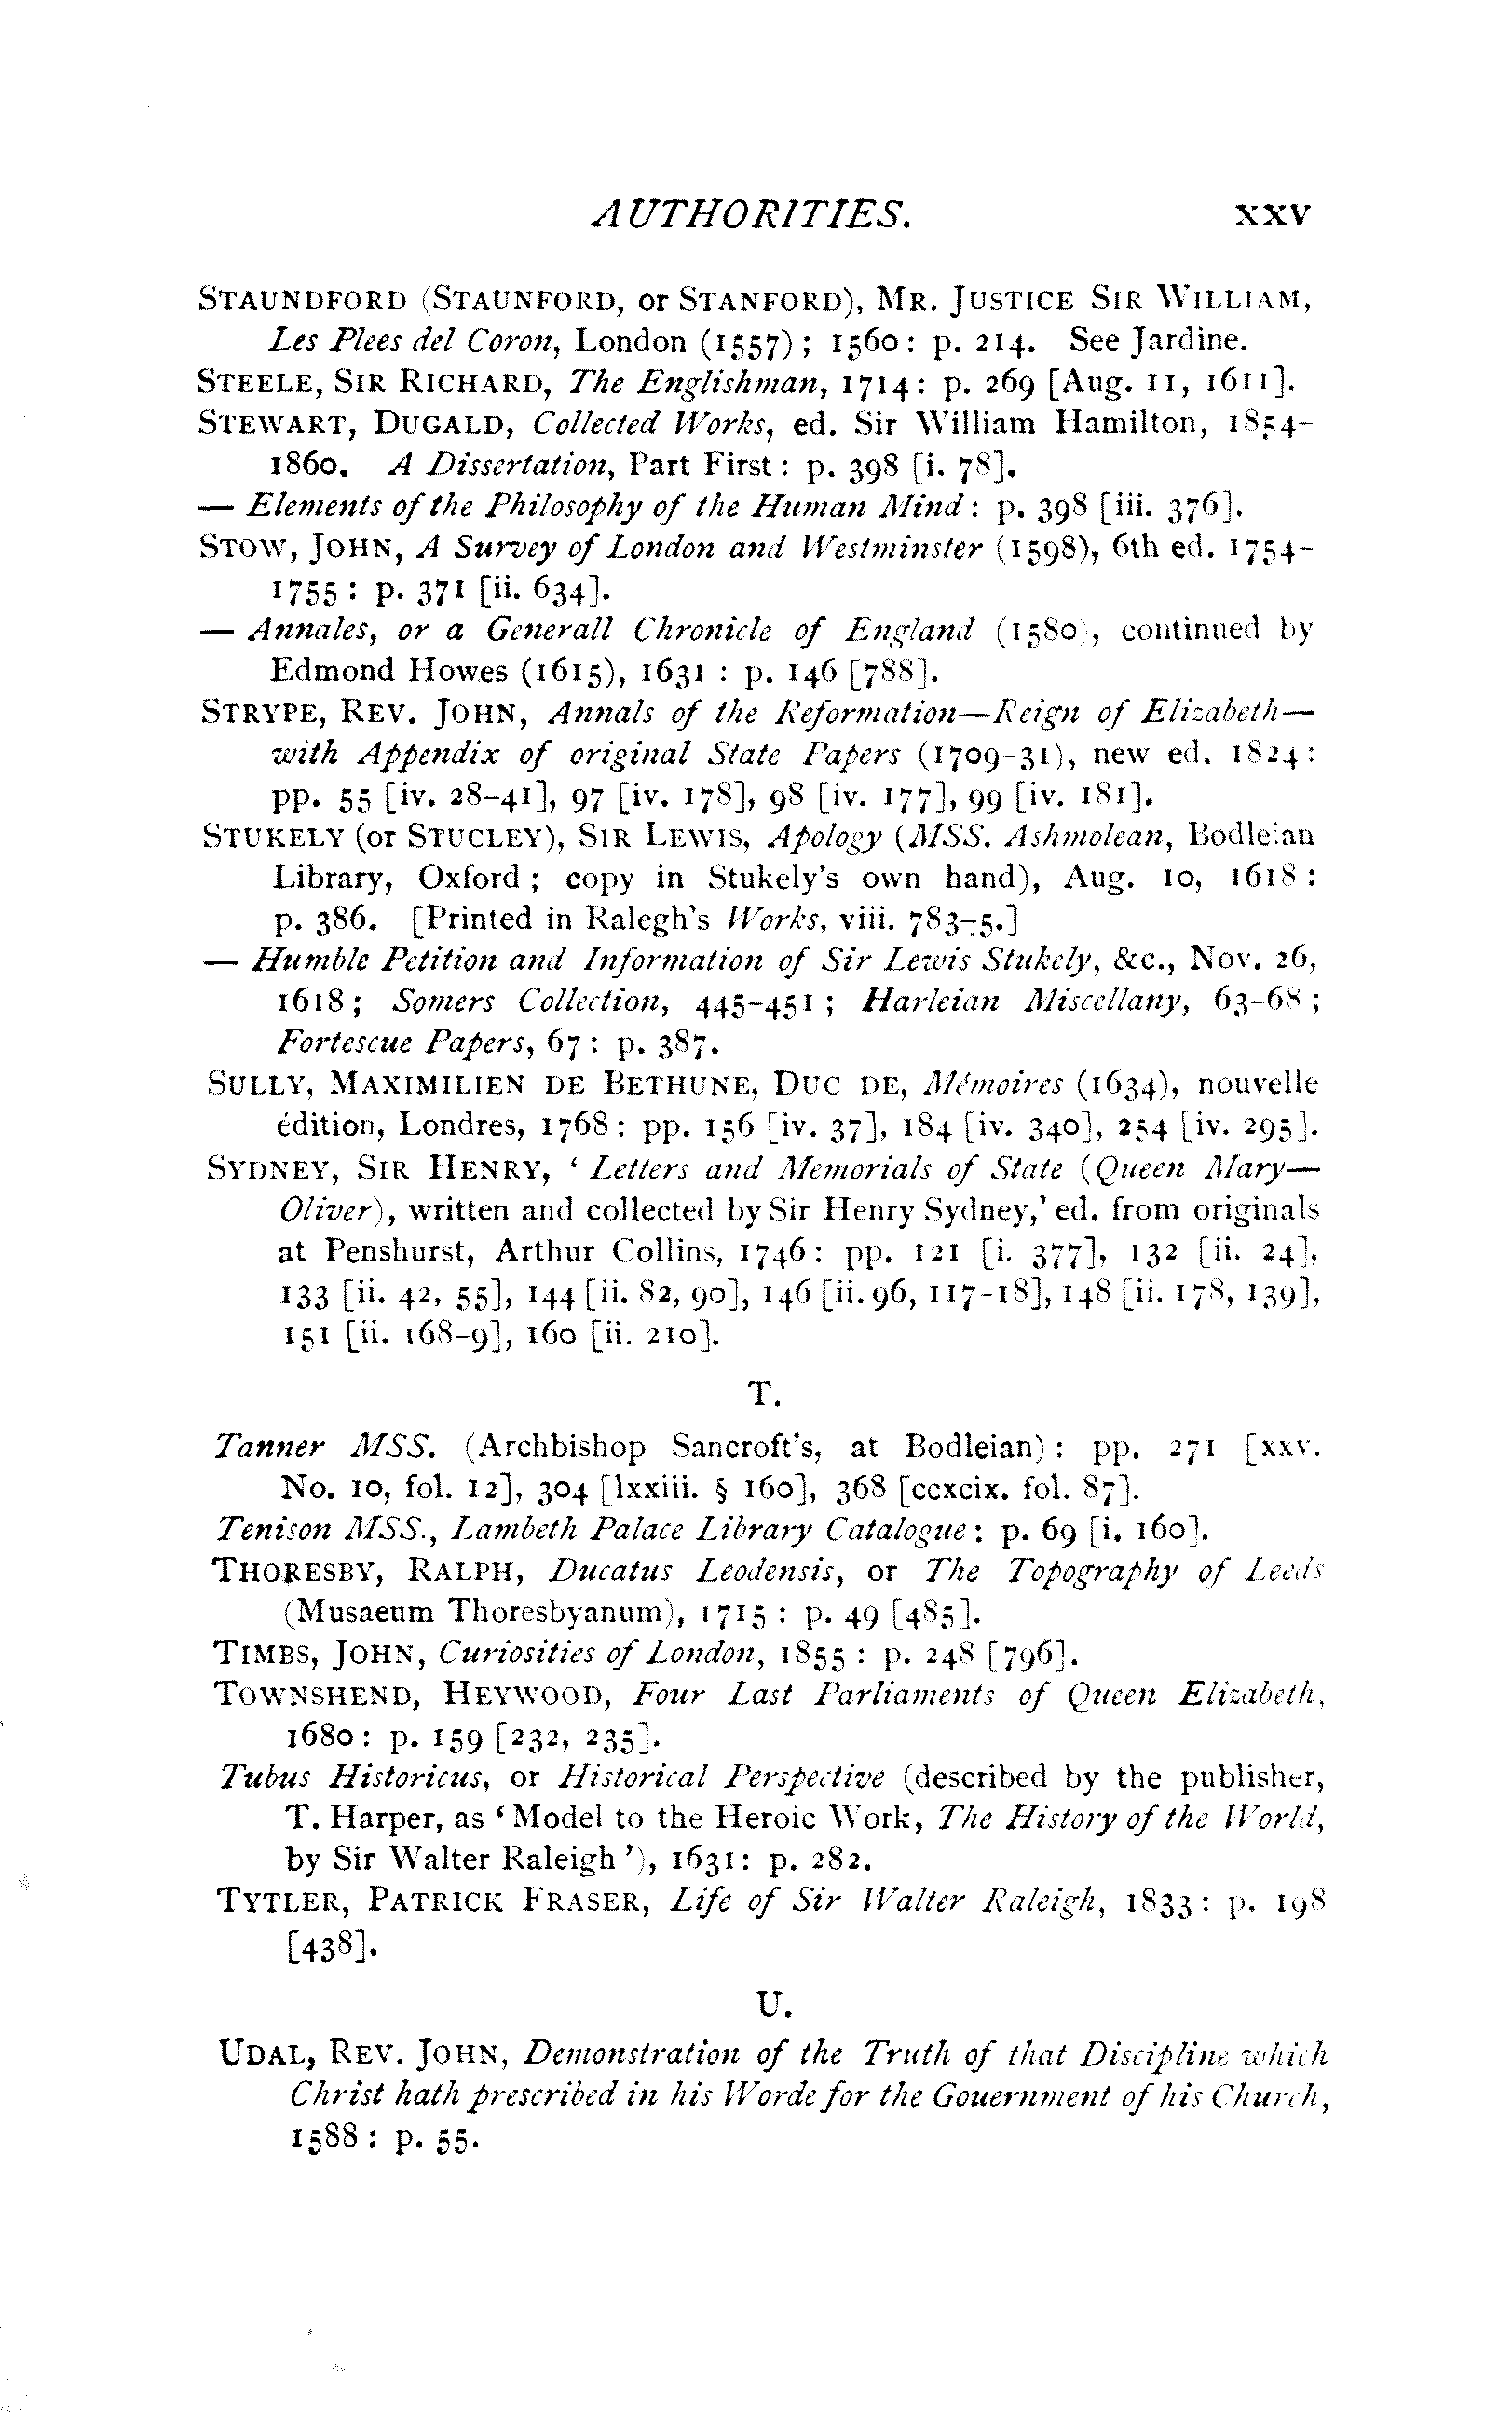 AUTHORITIES. xxv
STAUNDFORD (STAUNFORD, or STANFORD), MR. JUSTICE SIR WILLIAM,
Les Plees del Coron, London (1557); 1560: p. 214. See Jardine.
STEELE, SIR RICHARD, The Englishman, 1714: p. 269 [Aug. 11, 1611].
STEWART, DUGALD, Collected Works, ed. Sir William Hamilton, 1854-
1860. A Dissertation, Part First: p. 398 [i. 78].
— Elements of the Philosophy of the Human Mind: p. 398 [iii. 376].
STOW, JOHN, A Survey of London and Westminster (1598), 6th ed. 1754-
1755: p. 371 [ii. 634].
— Annales, or a Generall Chronicle of England (1580), continued by
Edmond Howes (1615), 1631 : p. 146 [788].
STRYPE, REV. JOHN, Annals of the Reformation—Reign of Elizabeth—
with Appendix of original State Papers (1709-31), new ed. 1824:
pp. 55 [iv. 28-41], 97 [iv. 178], 98 [iv. 177], 99 [iv. 181].
STUKELY (or STUCLEY), SIR LEWIS, Apology (MSS. Ashmolean, Bodleian
Library, Oxford; copy in Stukely's own hand), Aug. 10, 1618:
p. 386. [Printed in Ralegh's Works, viii. 783-5.]
— Humble Petition and Information of Sir Lewis Stukely, &c., Nov. 26,
1618; Somers Collection, 445-451; Harleian Miscellany, 63-68;
Fortescue Papers, 67: p. 387.
SULLY, MAXIMILIEN DE BETHUNE, DUC DE, Mémoires (1634), nouvelle
édition, Londres, 1768: pp. 156 [iv. 37], 184 [iv. 340], 254 [iv. 295].
SYDNEY, SIR HENRY, ‘Letters and Memorials of State (Queen Mary—
Oliver), written and collected by Sir Henry Sydney,’ ed. from originals
at Penshurst, Arthur Collins, 1746: pp. 121 [i. 377], 132 [ii. 24],
133 [ii. 42, 55], 144 [ii. 82, 90], 146 [ii. 96, 117-18], 148 [ii. 178, 139],
151 [ii. 168-9], 160 [ii. 210].
T.
Tanner MSS. (Archbishop Sancroft's, at Bodleian): pp. 271 [xxv.
No. 10, fol. 12], 304 [lxxiii. § 160], 368 [ccxcix. fol. 87].
Tenison MSS., Lambeth Palace Library Catalogue: p. 69 [i. 160].
THORESBY, RALPH, Ducatus Leodensis, or The Topography of Leeds
(Musaeum Thoresbyanum), 1715: p. 49 [485].
TIMBS, JOHN, Curiosities of London, 1855: p. 248 [796].
TOWNSHEND, HEYWOOD, Four Last Parliaments of Queen Elizabeth,
1680: p. 159 [232, 235].
Tubus Historicus, or Historical Perspective (described by the publisher,
T. Harper, as ‘Model to the Heroic Work, The History of the World,
by Sir Walter Raleigh’), 1631: p. 282.
TYTLER, PATRICK FRASER, Life of Sir Walter Raleigh, 1833: p. 198
[438].
U.
UDAL, REV. JOHN, Demonstration of the Truth of that Discipline which
Christ hath prescribed in his Worde for the Gouernment of his Church,
1588: p. 55.